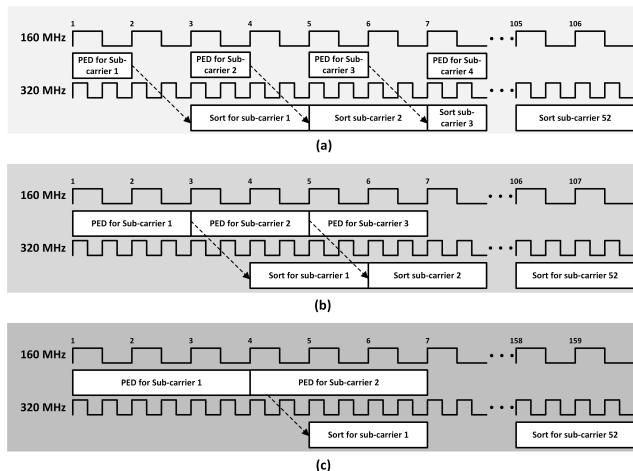 1 2 3 4 5 6 7 105 106
160 MHz
PED for Sub-carrier 1 PED for Sub-carrier 2 PED for Sub-carrier 3 PED for Sub-carrier 4
320 MHz
Sort for sub-carrier 1 Sort for sub-carrier 2 Sort sub-carrier 3 Sort sub-carrier 52
(a)
1 2 3 4 5 6 7 106 107
160 MHz
PED for Sub-carrier 1 PED for Sub-carrier 2 PED for Sub-carrier 3
320 MHz
Sort for sub-carrier 1 Sort for sub-carrier 2 Sort for sub-carrier 52
(b)
1 2 3 4 5 6 7 158 159
160 MHz
PED for Sub-carrier 1 PED for Sub-carrier 2
320 MHz
Sort for sub-carrier 1 Sort for sub-carrier 52
(c)